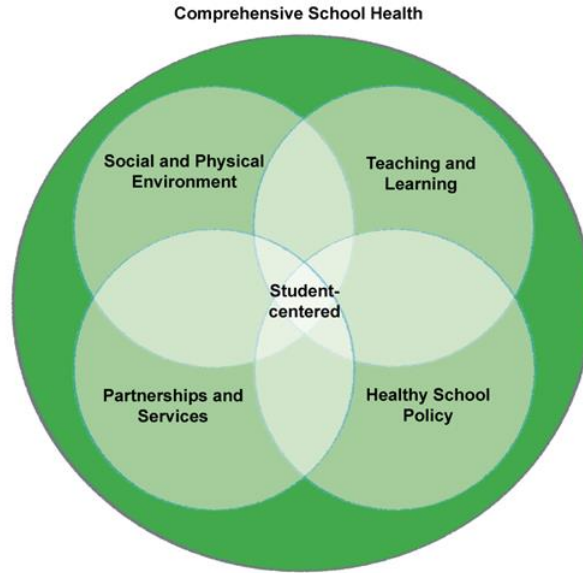 Comprehensive School Health
Social and Physical
Environment
Teaching and
Learning
Student-
centered
Partnerships and
Services
Healthy School
Policy